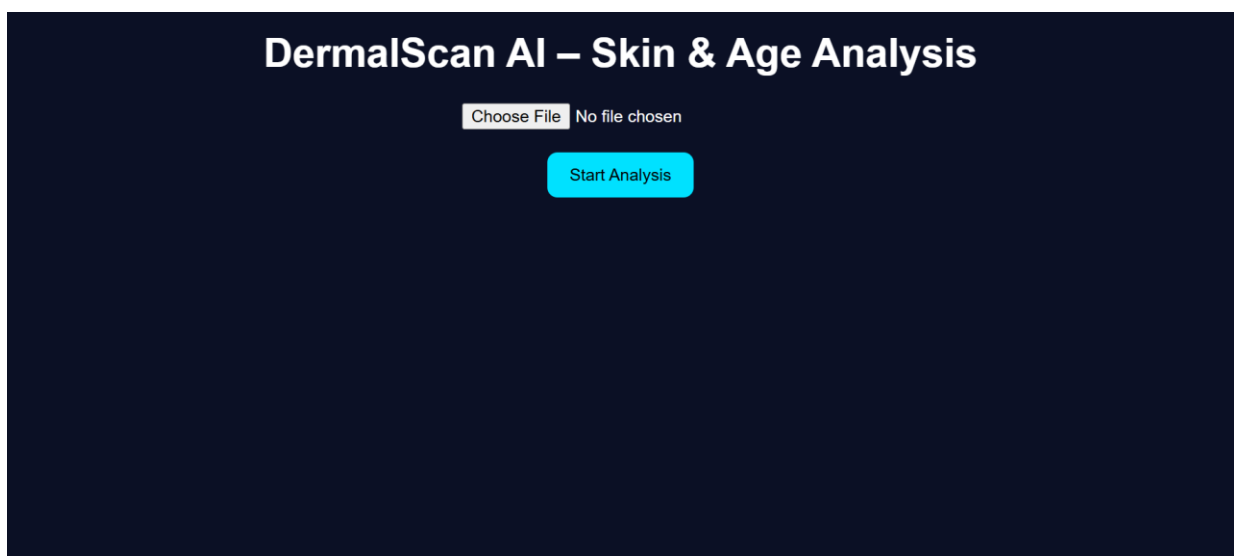 DermalScan AI – Skin & Age Analysis
Choose File No file chosen
Start Analysis